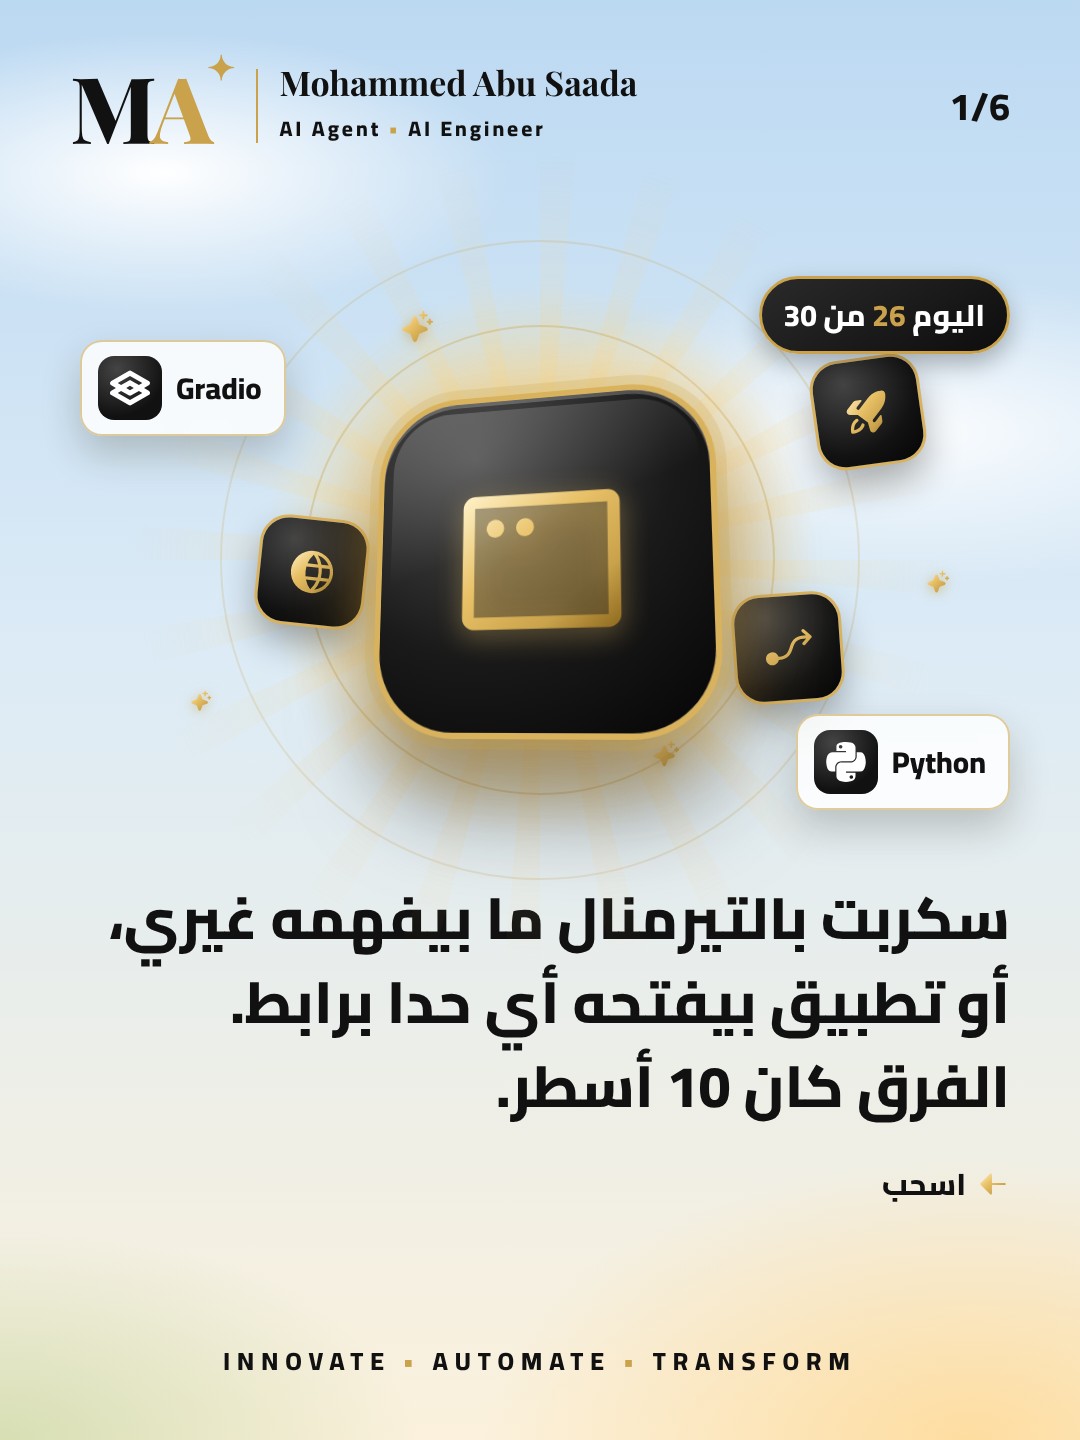 MA
Mohammed Abu Saada
AI Agent ▪ AI Engineer
1/6
اليوم 26 من 30
Gradio
Python
سكربت بالتيرمنال ما بيفهمه غيري،
أو تطبيق بيفتحه أي حدا برابط.
الفرق كان 10 أسطر.
اسحب
INNOVATE ▪ AUTOMATE ▪ TRANSFORM